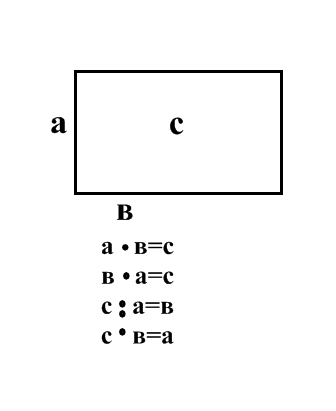 а
с
в
а • в=с
в • а=с
с : а=в
с • в=а